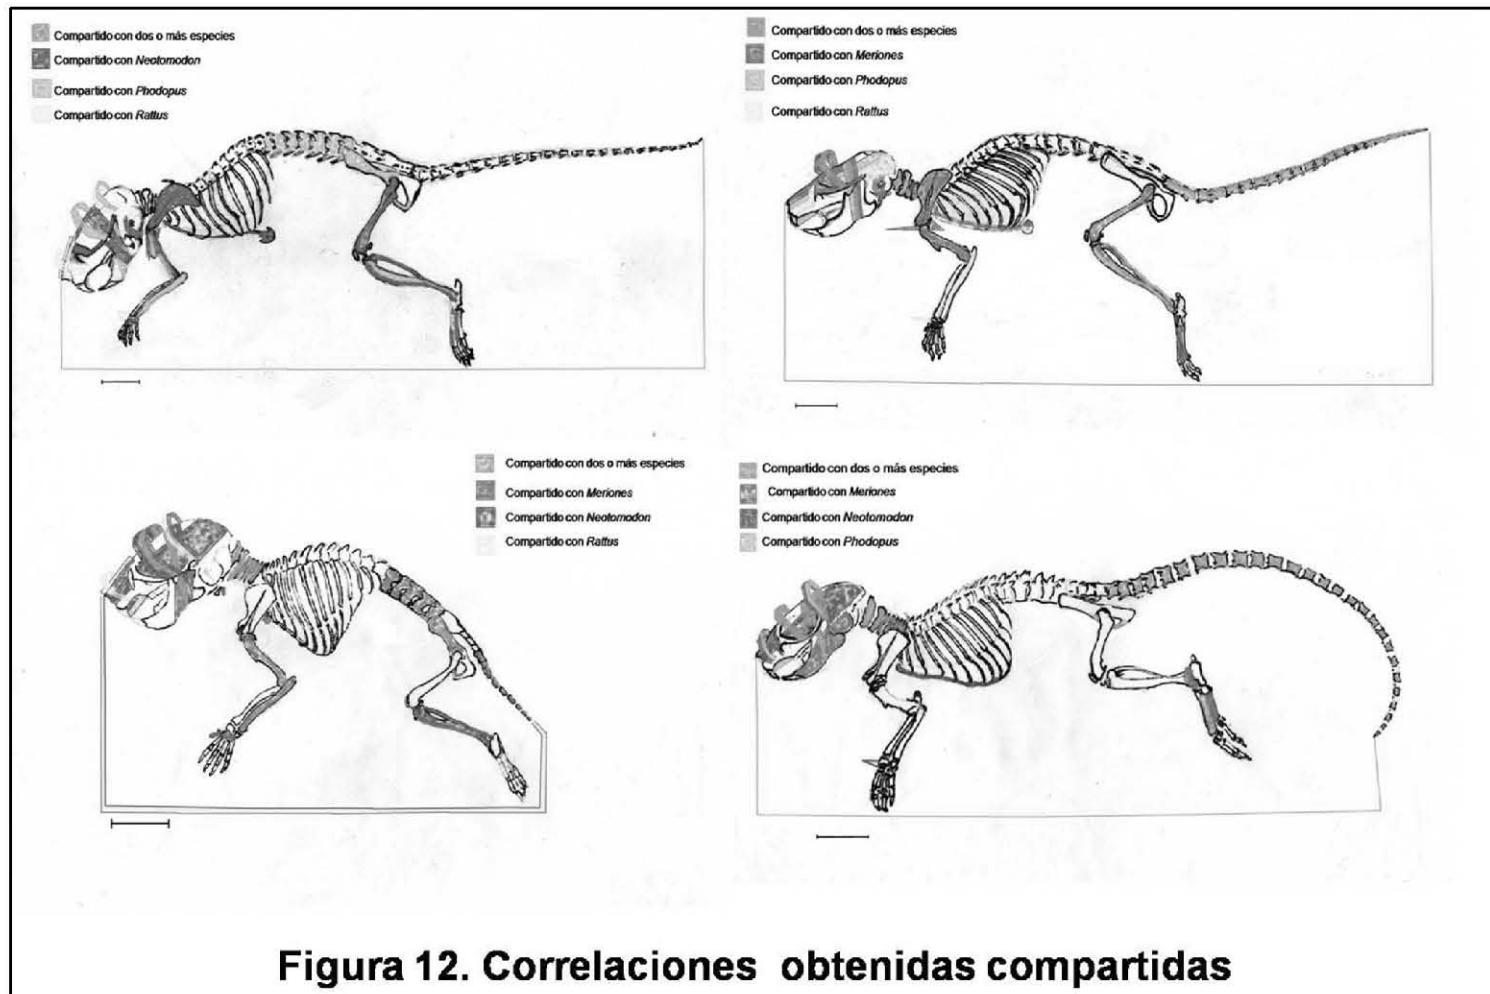 Compartido con dos o más especies
Compartido con Neotomodon
Compartido con Phodopus
Compartido con Rattus
Compartido con dos o más especies
Compartido con Meriones
Compartido con Phodopus
Compartido con Rattus
Compartido con dos o más especies
Compartido con Meriones
Compartido con Neotomodon
Compartido con Rattus
Compartido con dos o más especies
Compartido con Meriones
Compartido con Neotomodon
Compartido con Phodopus
Figura 12. Correlaciones obtenidas compartidas